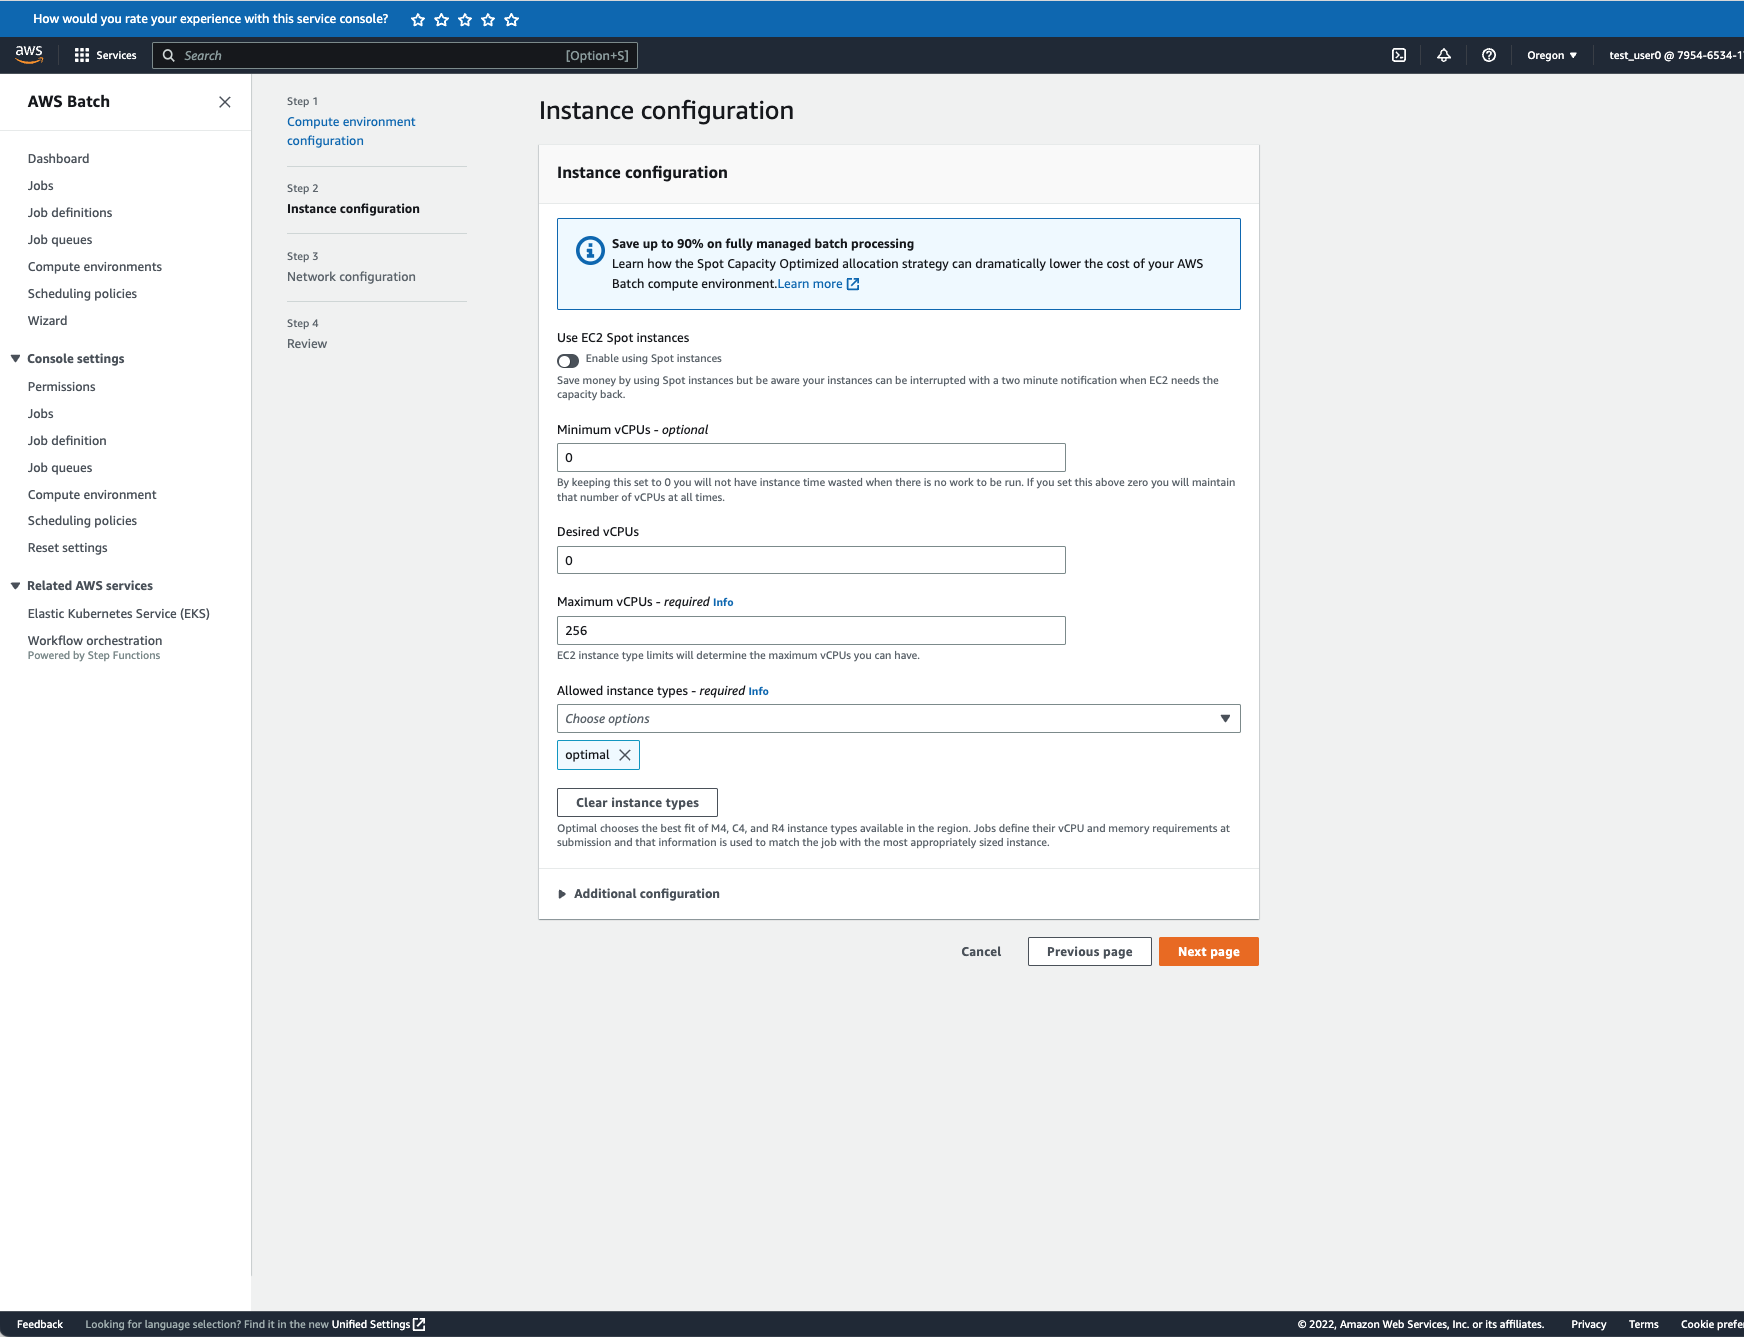 How would you rate your experience with this service console?
aws
Services
Search
[Option+S]
Oregon
test_user0 @ 7954-6534-1
AWS Batch
Dashboard
Jobs
Job definitions
Job queues
Compute environments
Scheduling policies
Wizard
Console settings
Permissions
Jobs
Job definition
Job queues
Compute environment
Scheduling policies
Reset settings
Related AWS services
Elastic Kubernetes Service (EKS)
Workflow orchestration
Powered by Step Functions
Step 1
Compute environment
configuration
Step 2
Instance configuration
Step 3
Network configuration
Step 4
Review
Instance configuration
Instance configuration
Save up to 90% on fully managed batch processing
Learn how the Spot Capacity Optimized allocation strategy can dramatically lower the cost of your AWS
Batch compute environment.Learn more
Use EC2 Spot instances
Enable using Spot instances
Save money by using Spot instances but be aware your instances can be interrupted with a two minute notification when EC2 needs the
capacity back.
Minimum vCPUs - optional
0
By keeping this set to 0 you will not have instance time wasted when there is no work to be run. If you set this above zero you will maintain
that number of vCPUs at all times.
Desired vCPUs
0
Maximum vCPUs - required Info
256
EC2 instance type limits will determine the maximum vCPUs you can have.
Allowed instance types - required Info
Choose options
optimal
Clear instance types
Optimal chooses the best fit of M4, C4, and R4 instance types available in the region. Jobs define their vCPU and memory requirements at
submission and that information is used to match the job with the most appropriately sized instance.
Additional configuration
Cancel
Previous page
Next page
Feedback
Looking for language selection? Find it in the new Unified Settings
© 2022, Amazon Web Services, Inc. or its affiliates.
Privacy
Terms
Cookie prefe